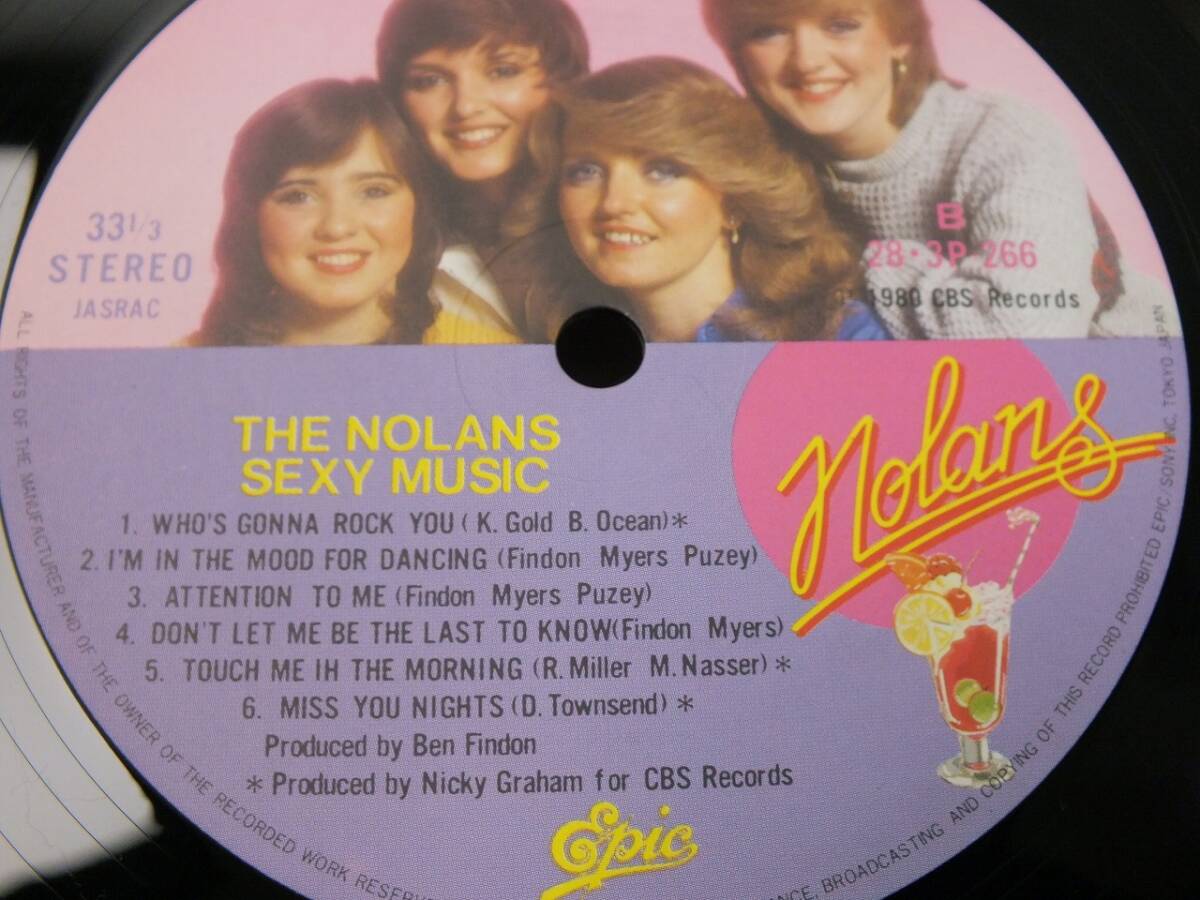 33 1/3
STEREO
JASRAC
B
28・3P-266
℗ 1980 CBS Records
THE NOLANS
SEXY MUSIC
Nolans
1. WHO'S GONNA ROCK YOU ( K. Gold B. Ocean)*
2. I'M IN THE MOOD FOR DANCING (Findon Myers Puzey)
3. ATTENTION TO ME (Findon Myers Puzey)
4. DON'T LET ME BE THE LAST TO KNOW(Findon Myers)
5. TOUCH ME IH THE MORNING (R. Miller M. Nasser) *
6. MISS YOU NIGHTS (D. Townsend) *
Produced by Ben Findon
* Produced by Nicky Graham for CBS Records
Epic
ALL RIGHTS OF THE MANUFACTURER AND OF THE OWNER OF THE RECORDED WORK RESERVE
ANCE, BROADCASTING AND COPYING OF THIS RECORD PROHIBITED EPIC/SONY INC. TOKYO JAPAN